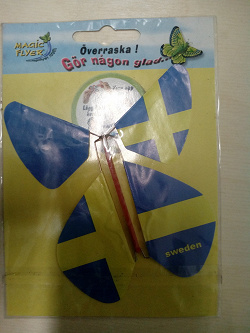 MAGIC
FLYER
Överraska !
Gör någon glad..
sweden